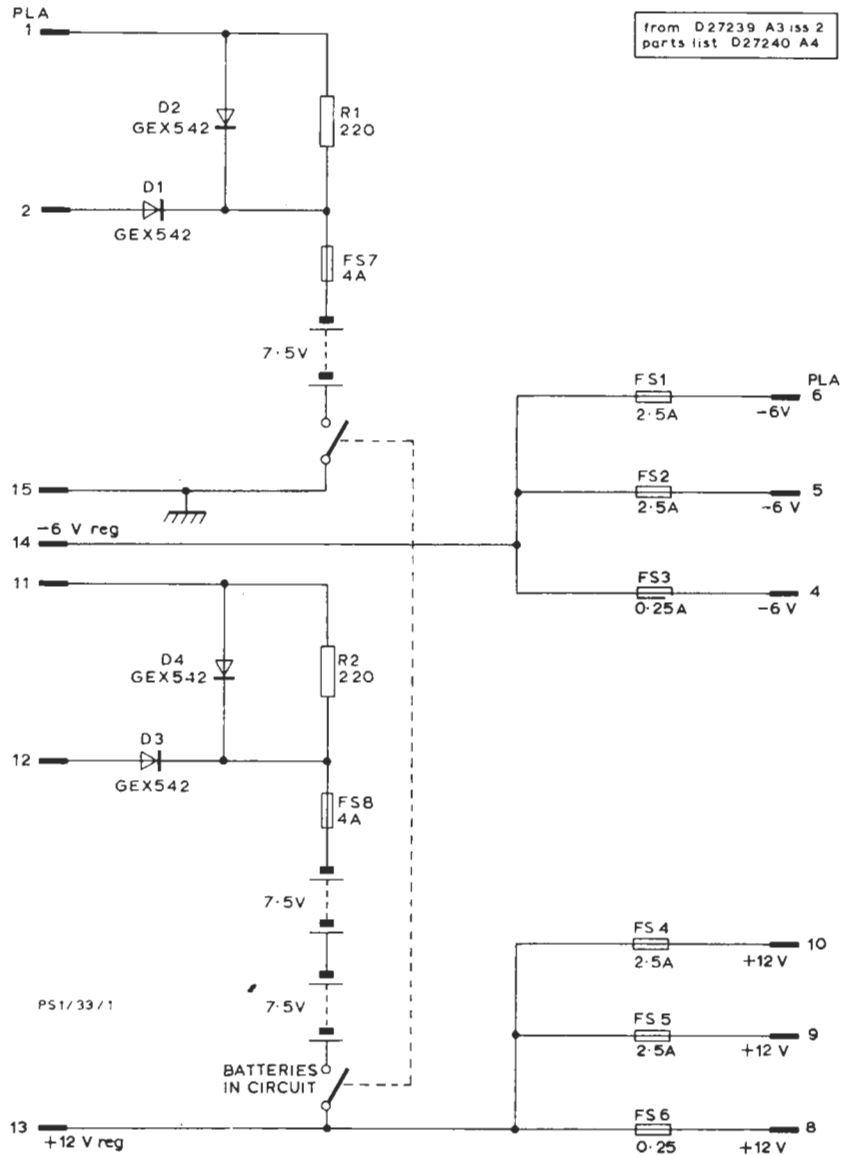 PLA
1
from D27239 A3 iss 2
parts list D27240 A4
D2
GEX542
R1
220
D1
2
GEX542
FS7
4A
7·5V
FS1
PLA
6
2·5A
-6V
FS2
15
5
2·5A
-6 V
-6 V reg
14
11
FS3
4
0·25A
-6 V
D4
GEX542
R2
220
D3
12
GEX542
FS8
4A
7·5V
FS 4
10
2·5A
+12 V
PS1/33/1
7·5V
FS 5
9
2·5A
+12 V
BATTERIES
IN CIRCUIT
FS6
13
8
+12 V reg
0·25
+12V